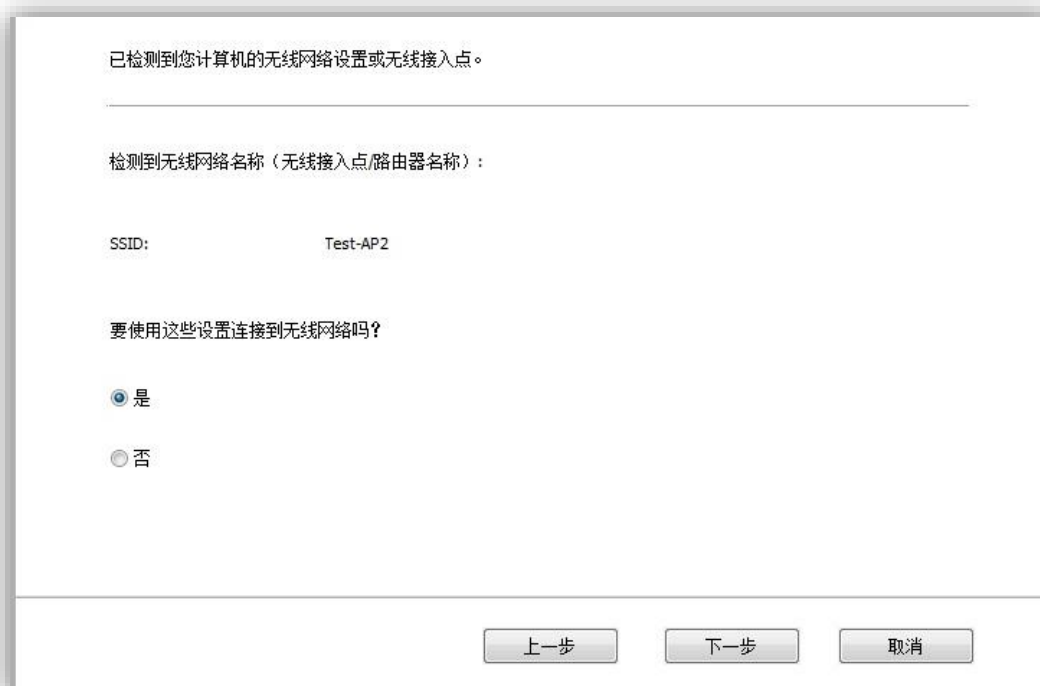 已检测到您计算机的无线网络设置或无线接入点。
检测到无线网络名称（无线接入点/路由器名称）:
SSID: Test-AP2
要使用这些设置连接到无线网络吗?
是
否
上一步 下一步 取消